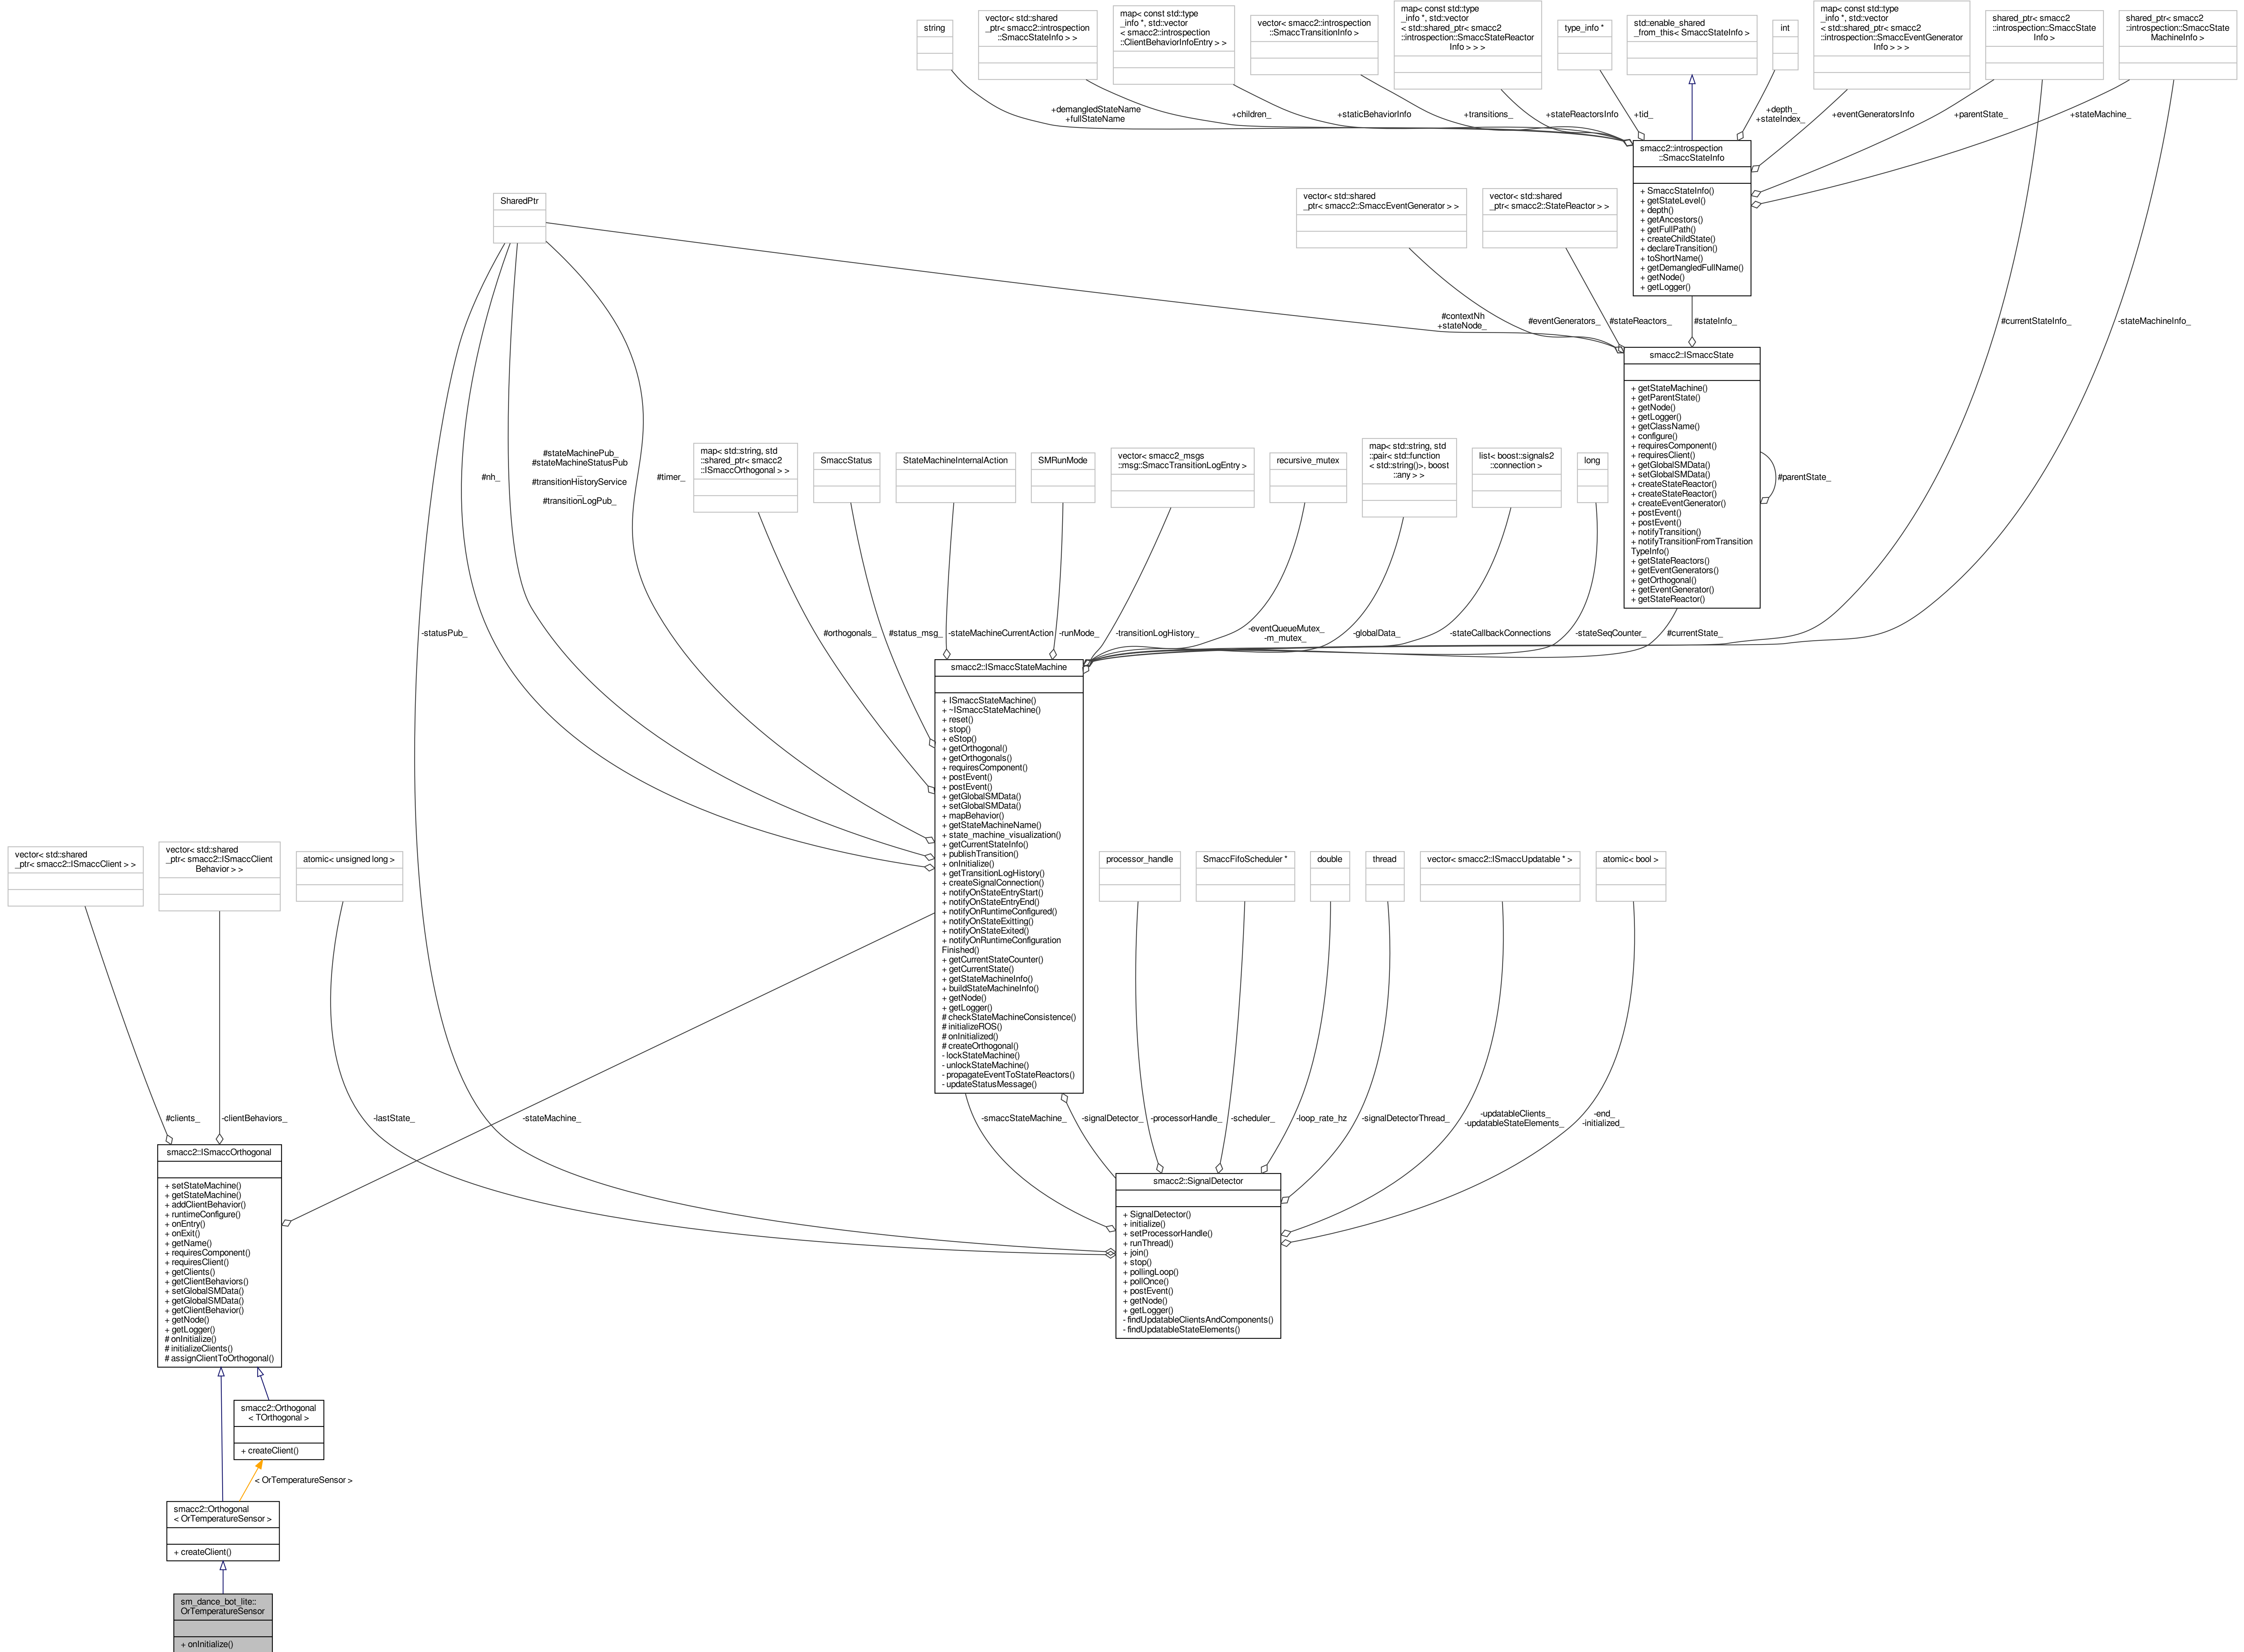 string
vector< std::shared
_ptr< smacc2::introspection
::SmaccStateInfo > >
map< const std::type
_info *, std::vector
< smacc2::introspection
::ClientBehaviorInfoEntry > >
vector< smacc2::introspection
::SmaccTransitionInfo >
map< const std::type
_info *, std::vector
< std::shared_ptr< smacc2
::introspection::SmaccStateReactor
Info > > >
type_info *
std::enable_shared
_from_this< SmaccStateInfo >
int
map< const std::type
_info *, std::vector
< std::shared_ptr< smacc2
::introspection::SmaccEventGenerator
Info > > >
shared_ptr< smacc2
::introspection::SmaccState
Info >
shared_ptr< smacc2
::introspection::SmaccState
MachineInfo >
+demangledStateName
+fullStateName
+children_
+staticBehaviorInfo
+transitions_
+stateReactorsInfo
+tid_
+depth_
+stateIndex_
+eventGeneratorsInfo
+parentState_
+stateMachine_
smacc2::introspection
::SmaccStateInfo
+ SmaccStateInfo()
+ getStateLevel()
+ depth()
+ getAncestors()
+ getFullPath()
+ createChildState()
+ declareTransition()
+ toShortName()
+ getDemangledFullName()
+ getNode()
+ getLogger()
SharedPtr
vector< std::shared
_ptr< smacc2::SmaccEventGenerator > >
vector< std::shared
_ptr< smacc2::StateReactor > >
#contextNh
+stateNode_
#eventGenerators_
#stateReactors_
#stateInfo_
#currentStateInfo_
-stateMachineInfo_
smacc2::ISmaccState
+ getStateMachine()
+ getParentState()
+ getNode()
+ getLogger()
+ getClassName()
+ configure()
+ requiresComponent()
+ requiresClient()
+ getGlobalSMData()
+ setGlobalSMData()
+ createStateReactor()
+ createStateReactor()
+ createEventGenerator()
+ postEvent()
+ postEvent()
+ notifyTransition()
+ notifyTransitionFromTransition
TypeInfo()
+ getStateReactors()
+ getEventGenerators()
+ getOrthogonal()
+ getEventGenerator()
+ getStateReactor()
#parentState_
#nh_
#stateMachinePub_
#stateMachineStatusPub
_
#transitionHistoryService
_
#transitionLogPub_
#timer_
map< std::string, std
::shared_ptr< smacc2
::ISmaccOrthogonal > >
SmaccStatus
StateMachineInternalAction
SMRunMode
vector< smacc2_msgs
::msg::SmaccTransitionLogEntry >
recursive_mutex
map< std::string, std
::pair< std::function
< std::string()>, boost
::any > >
list< boost::signals2
::connection >
long
-statusPub_
#orthogonals_
#status_msg_
-stateMachineCurrentAction
-runMode_
-transitionLogHistory_
-eventQueueMutex_
-m_mutex_
-globalData_
-stateCallbackConnections
-stateSeqCounter_
#currentState_
smacc2::ISmaccStateMachine
+ ISmaccStateMachine()
+ ~ISmaccStateMachine()
+ reset()
+ stop()
+ eStop()
+ getOrthogonal()
+ getOrthogonals()
+ requiresComponent()
+ postEvent()
+ postEvent()
+ getGlobalSMData()
+ setGlobalSMData()
+ mapBehavior()
+ getStateMachineName()
+ state_machine_visualization()
+ getCurrentStateInfo()
+ publishTransition()
+ onInitialize()
+ getTransitionLogHistory()
+ createSignalConnection()
+ notifyOnStateEntryStart()
+ notifyOnStateEntryEnd()
+ notifyOnRuntimeConfigured()
+ notifyOnStateExitting()
+ notifyOnStateExited()
+ notifyOnRuntimeConfiguration
Finished()
+ getCurrentStateCounter()
+ getCurrentState()
+ getStateMachineInfo()
+ buildStateMachineInfo()
+ getNode()
+ getLogger()
# checkStateMachineConsistence()
# initializeROS()
# onInitialized()
# createOrthogonal()
- lockStateMachine()
- unlockStateMachine()
- propagateEventToStateReactors()
- updateStatusMessage()
vector< std::shared
_ptr< smacc2::ISmaccClient > >
vector< std::shared
_ptr< smacc2::ISmaccClient
Behavior > >
atomic< unsigned long >
processor_handle
SmaccFifoScheduler *
double
thread
vector< smacc2::ISmaccUpdatable * >
atomic< bool >
#clients_
-clientBehaviors_
-lastState_
-stateMachine_
-smaccStateMachine_
-signalDetector_
-processorHandle_
-scheduler_
-loop_rate_hz
-signalDetectorThread_
-updatableClients_
-updatableStateElements_
-end_
-initialized_
smacc2::ISmaccOrthogonal
+ setStateMachine()
+ getStateMachine()
+ addClientBehavior()
+ runtimeConfigure()
+ onEntry()
+ onExit()
+ getName()
+ requiresComponent()
+ requiresClient()
+ getClients()
+ getClientBehaviors()
+ setGlobalSMData()
+ getGlobalSMData()
+ getClientBehavior()
+ getNode()
+ getLogger()
# onInitialize()
# initializeClients()
# assignClientToOrthogonal()
smacc2::SignalDetector
+ SignalDetector()
+ initialize()
+ setProcessorHandle()
+ runThread()
+ join()
+ stop()
+ pollingLoop()
+ pollOnce()
+ postEvent()
+ getNode()
+ getLogger()
- findUpdatableClientsAndComponents()
- findUpdatableStateElements()
smacc2::Orthogonal
< TOrthogonal >
+ createClient()
< OrTemperatureSensor >
smacc2::Orthogonal
< OrTemperatureSensor >
+ createClient()
sm_dance_bot_lite::
OrTemperatureSensor
+ onInitialize()